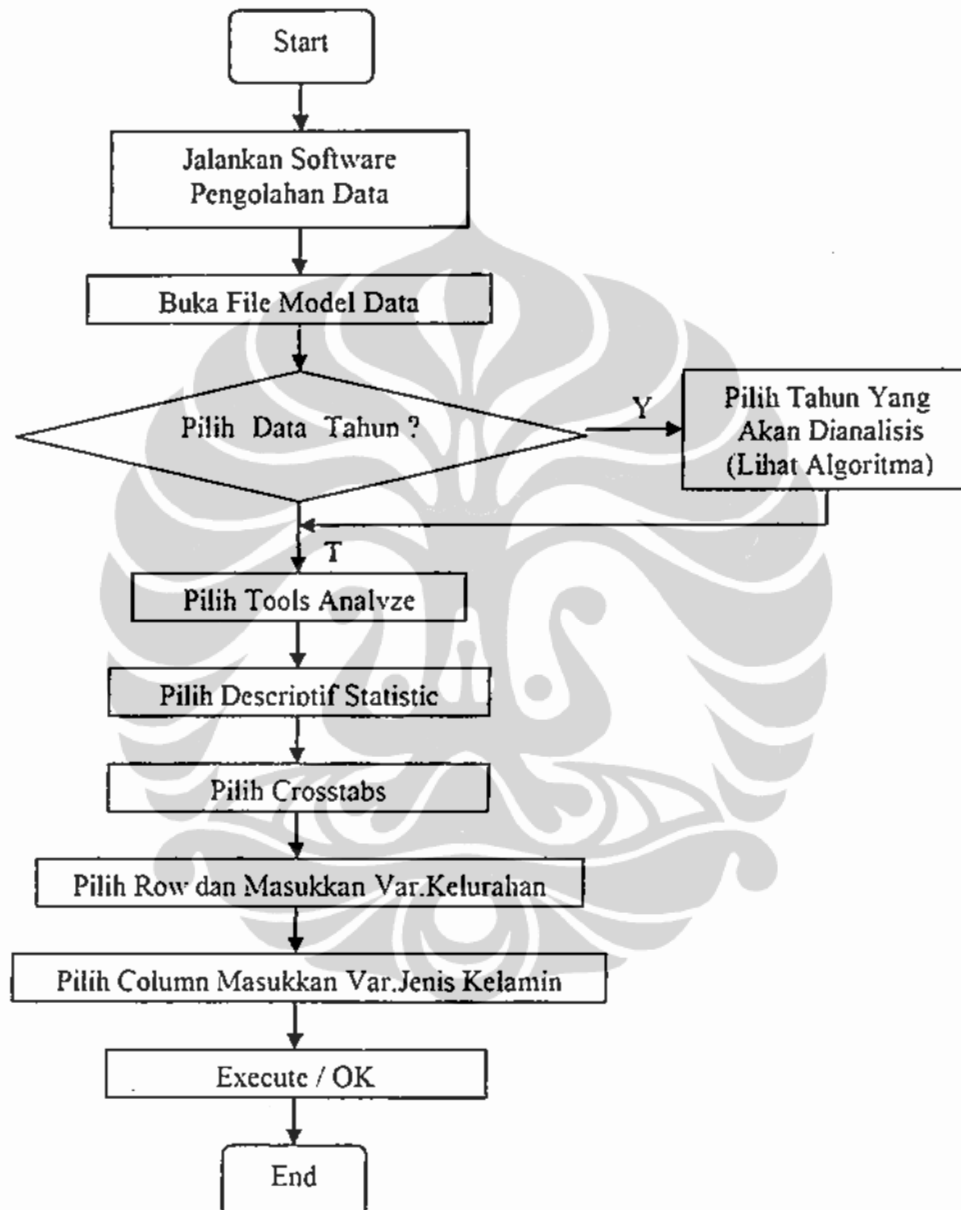 Start
Jalankan Software
Pengolahan Data
Buka File Model Data
Pilih Data Tahun ?
Y
Pilih Tahun Yang
Akan Dianalisis
(Lihat Algoritma)
T
Pilih Tools Analyze
Pilih Descriptif Statistic
Pilih Crosstabs
Pilih Row dan Masukkan Var.Kelurahan
Pilih Column Masukkan Var.Jenis Kelamin
Execute / OK
End